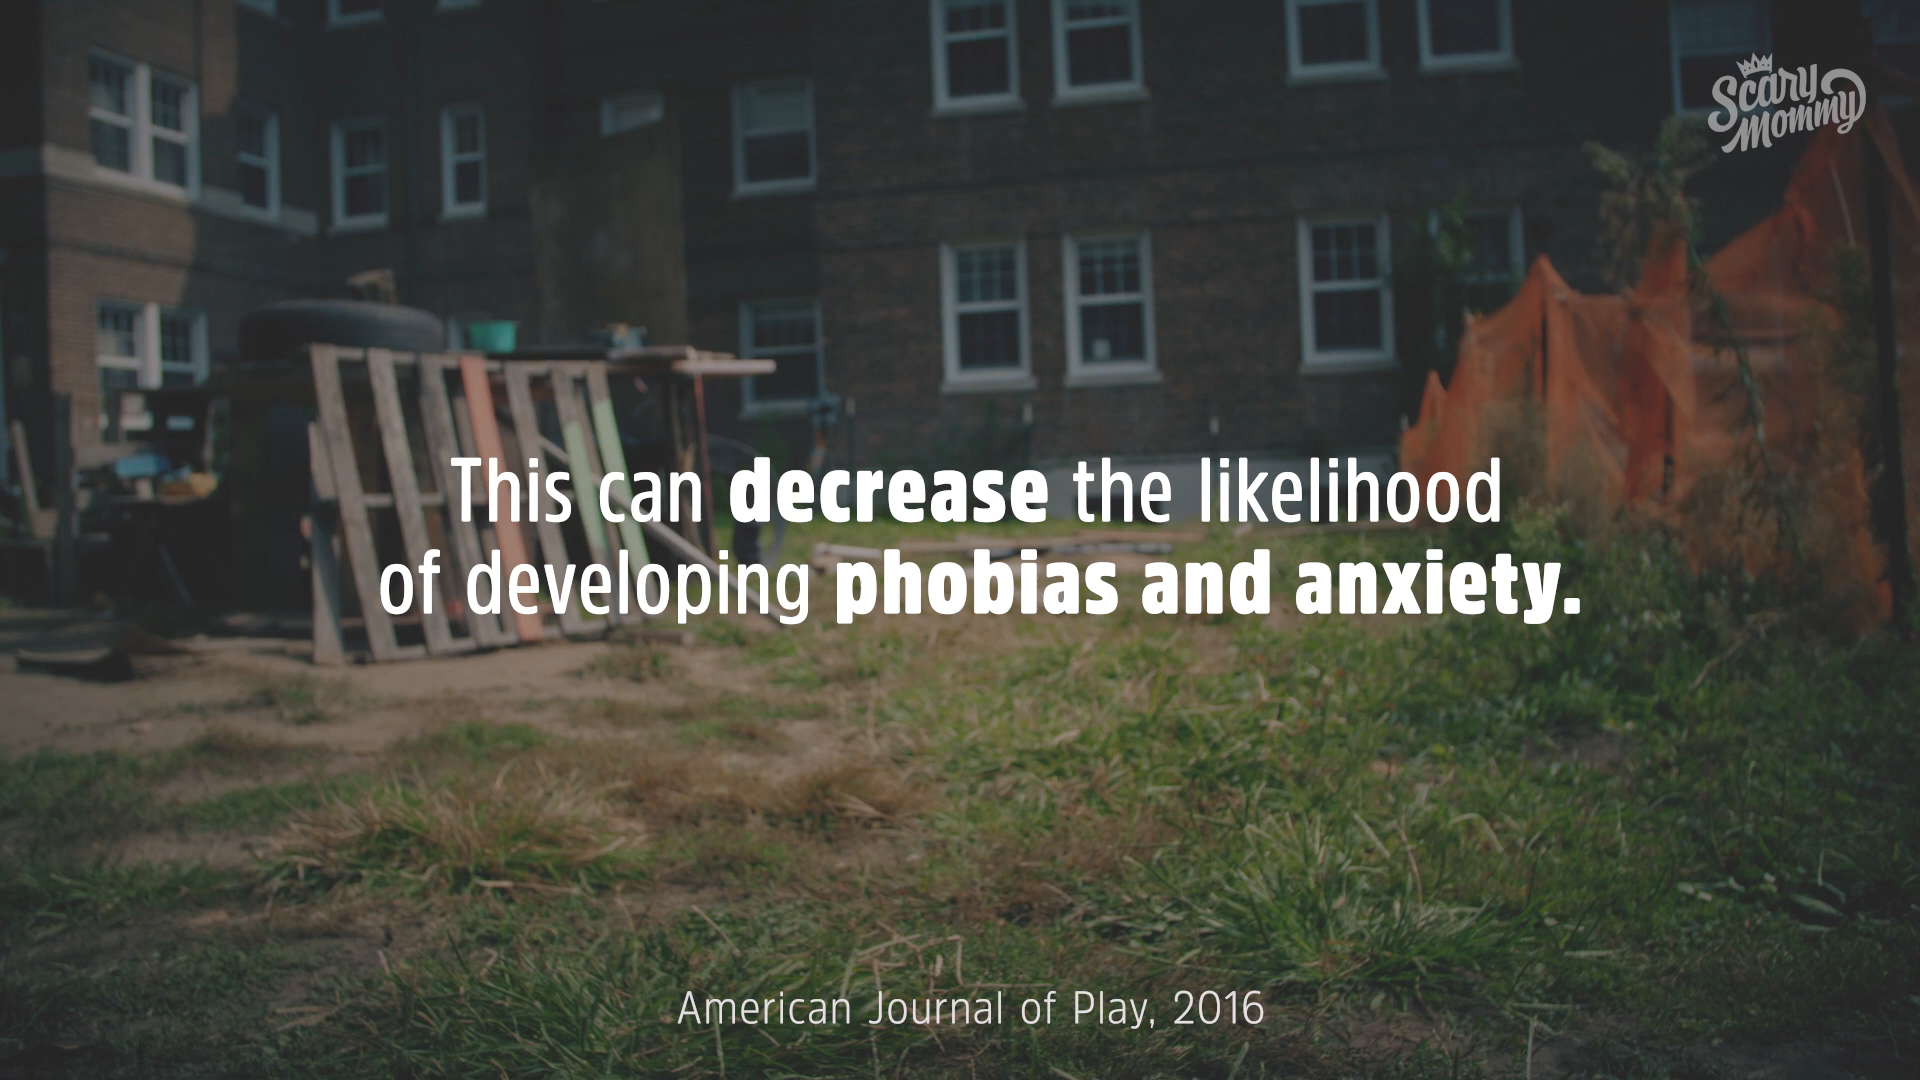 Scary
Mommy
This can decrease the likelihood
of developing phobias and anxiety.
American Journal of Play, 2016